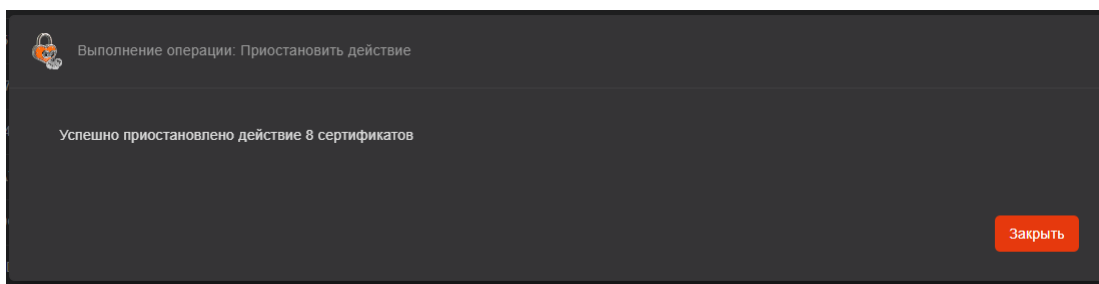 Выполнение операции: Приостановить действие
Успешно приостановлено действие 8 сертификатов
Закрыть